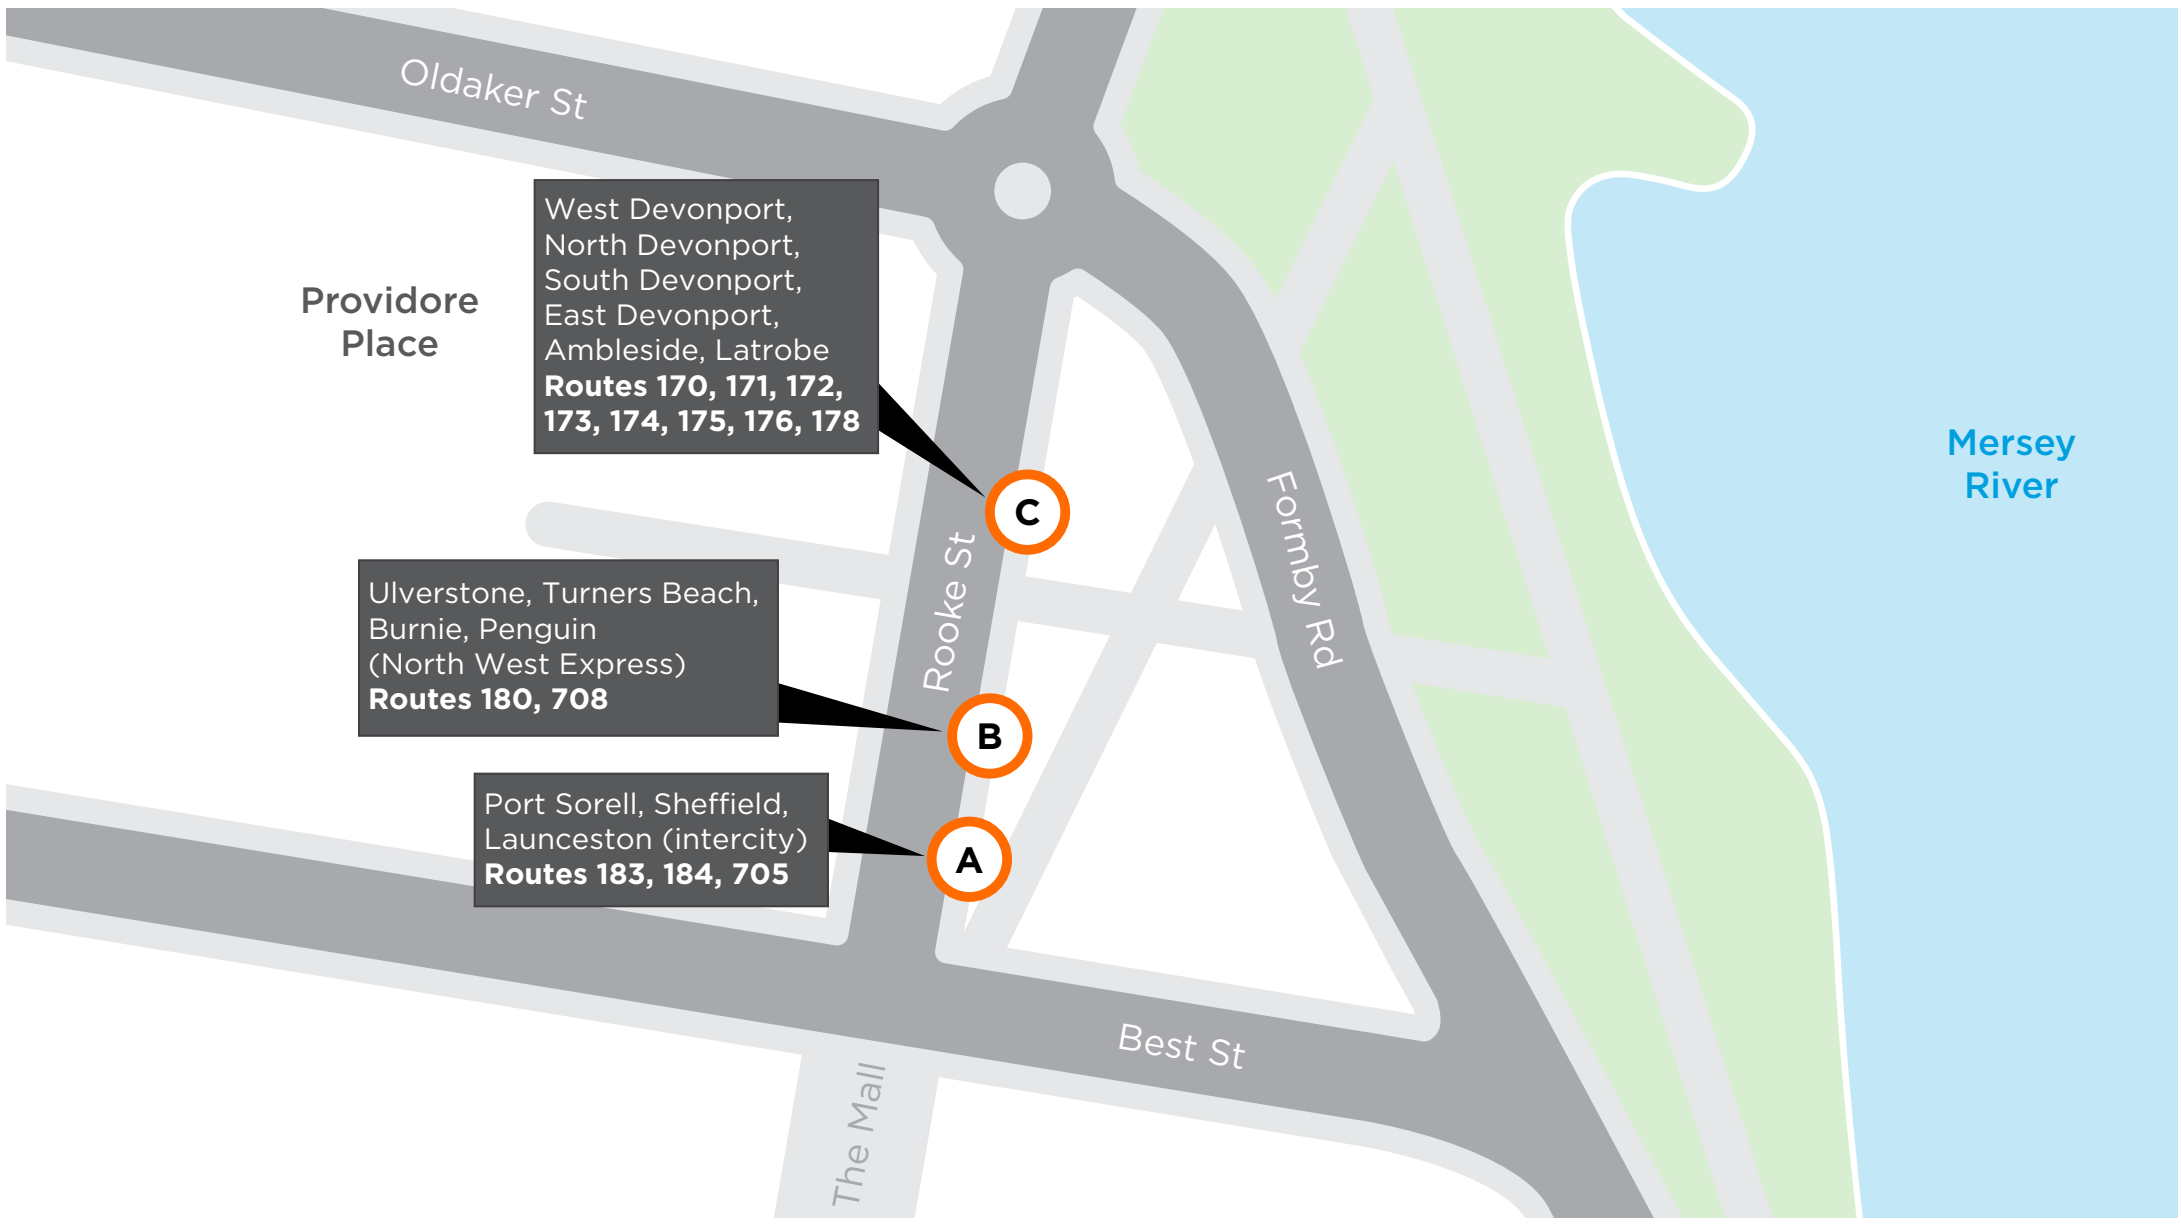 Oldaker St
West Devonport,
North Devonport,
South Devonport,
East Devonport,
Ambleside, Latrobe
Routes 170, 171, 172,
173, 174, 175, 176, 178
Providore
Place
Mersey
River
C
Formby Rd
Rooke St
Ulverstone, Turners Beach,
Burnie, Penguin
(North West Express)
Routes 180, 708
B
Port Sorell, Sheffield,
Launceston (intercity)
Routes 183, 184, 705
A
Best St
The Mall